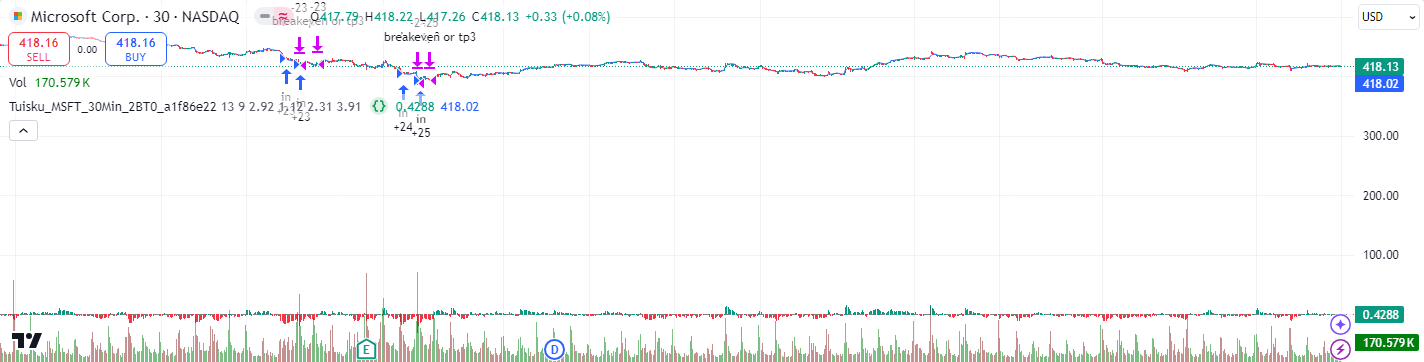 Microsoft Corp. · 30 · NASDAQ O417.79 H418.22 L417.26 C418.13 +0.33 (+0.08%)
USD
-23 -23
breakeven or tp3
breakeven or tp3
418.16
SELL
0.00
418.16
BUY
418.13
418.02
Vol 170.579 K
Tuisku_MSFT_30Min_2BT0_a1f86e22 13 9 2.92 1.12 2.31 3.91 {} 0.4288 418.02
in
+23
in
+23
in
+24
in
+25
300.00
200.00
100.00
0.4288
E
D
170.579 K